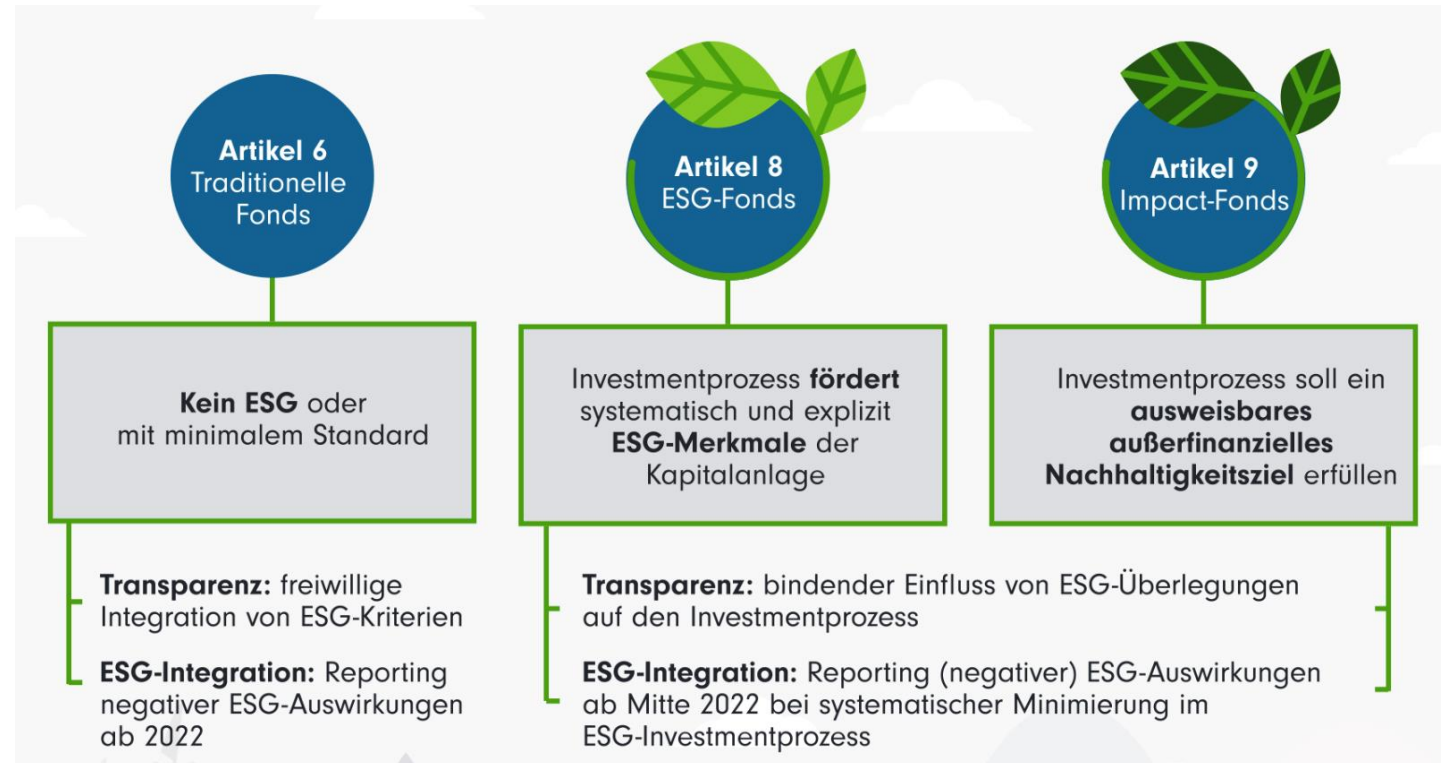 Artikel 6
Traditionelle
Fonds
Kein ESG oder
mit minimalem Standard
Transparenz: freiwillige
Integration von ESG-Kriterien
ESG-Integration: Reporting
negativer ESG-Auswirkungen
ab 2022
Artikel 8
ESG-Fonds
Investmentprozess fördert
systematisch und explizit
ESG-Merkmale der
Kapitalanlage
Artikel 9
Impact-Fonds
Investmentprozess soll ein
ausweisbares
außerfinanzielles
Nachhaltigkeitsziel erfüllen
Transparenz: bindender Einfluss von ESG-Überlegungen
auf den Investmentprozess
ESG-Integration: Reporting (negativer) ESG-Auswirkungen
ab Mitte 2022 bei systematischer Minimierung im
ESG-Investmentprozess